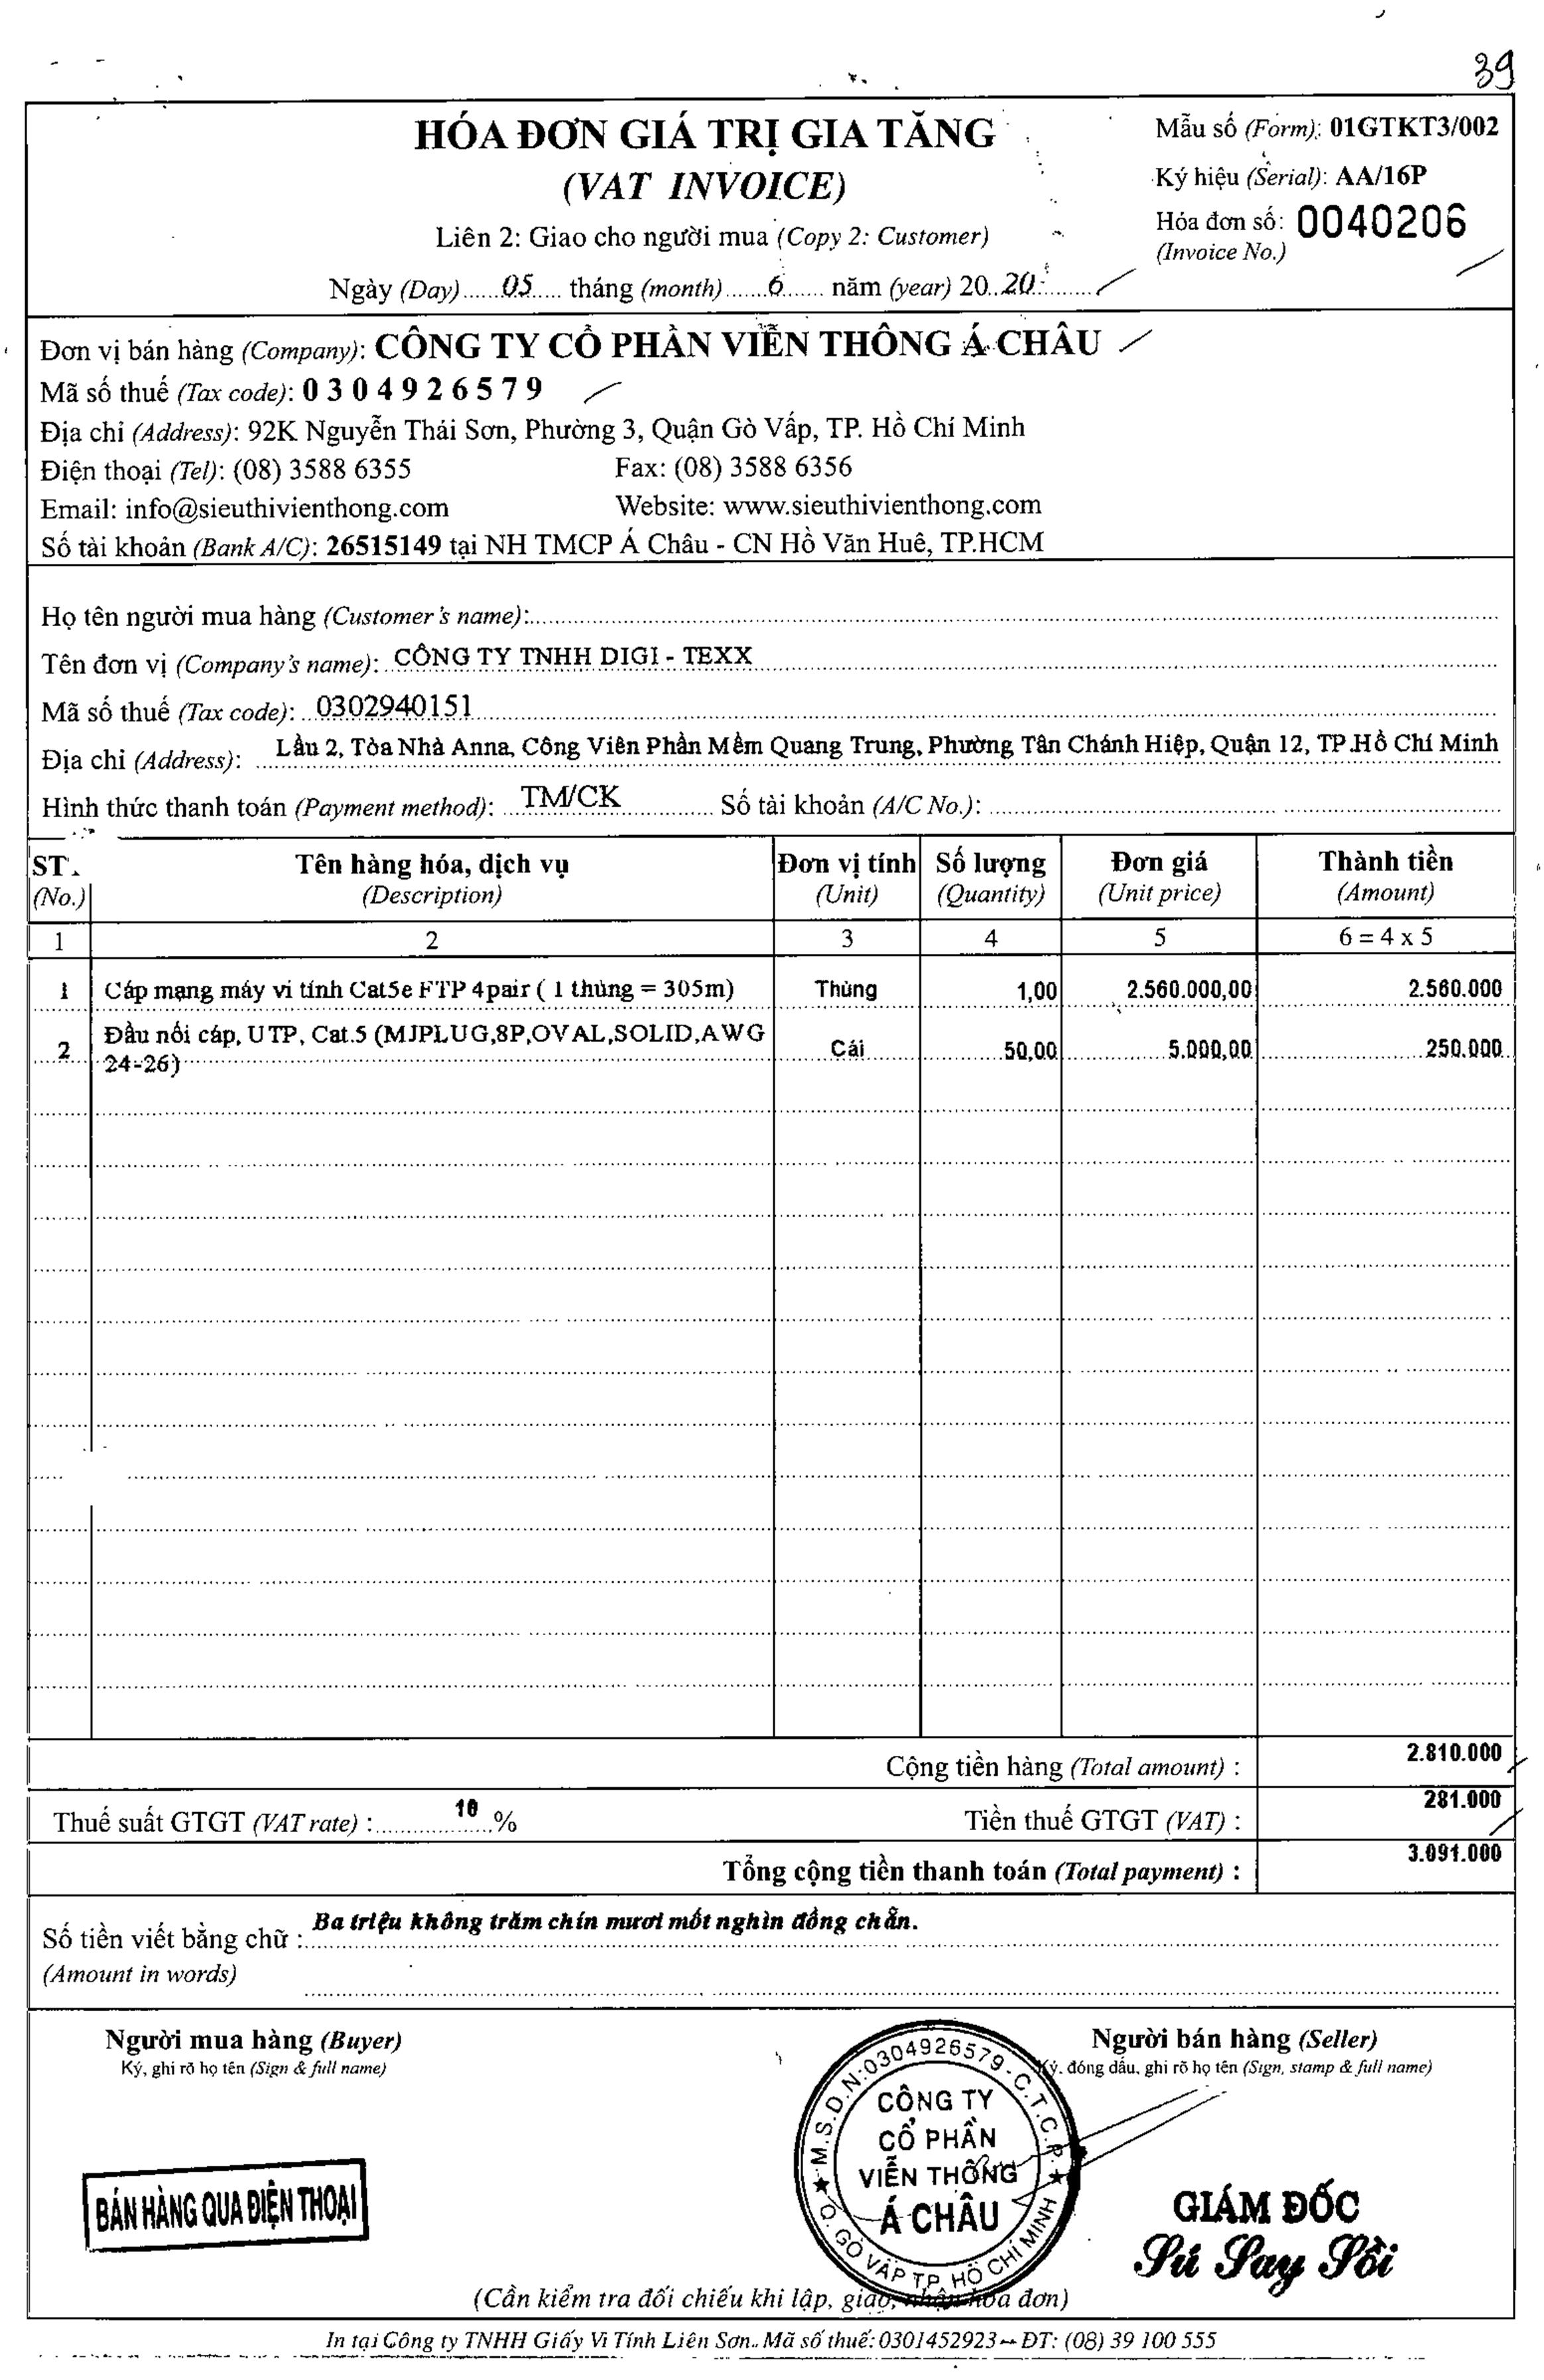 39
HÓA ĐƠN GIÁ TRỊ GIA TĂNG
(VAT INVOICE)
Liên 2: Giao cho người mua (Copy 2: Customer)
Ngày (Day) 05 tháng (month) 6 năm (year) 20 20
Mẫu số (Form): 01GTKT3/002
Ký hiệu (Serial): AA/16P
Hóa đơn số: 0040206
(Invoice No.)
Đơn vị bán hàng (Company): CÔNG TY CỔ PHẦN VIỄN THÔNG Á CHÂU
Mã số thuế (Tax code): 0 3 0 4 9 2 6 5 7 9
Địa chỉ (Address): 92K Nguyễn Thái Sơn, Phường 3, Quận Gò Vấp, TP. Hồ Chí Minh
Điện thoại (Tel): (08) 3588 6355 Fax: (08) 3588 6356
Email: info@sieuthivienthong.com Website: www.sieuthivienthong.com
Số tài khoản (Bank A/C): 26515149 tại NH TMCP Á Châu - CN Hồ Văn Huê, TP.HCM
Họ tên người mua hàng (Customer's name):
Tên đơn vị (Company's name): CÔNG TY TNHH DIGI - TEXX
Mã số thuế (Tax code): 0302940151
Địa chỉ (Address): Lầu 2, Tòa Nhà Anna, Công Viên Phần Mềm Quang Trung, Phường Tân Chánh Hiệp, Quận 12, TP.Hồ Chí Minh
Hình thức thanh toán (Payment method): TM/CK Số tài khoản (A/C No.):
ST. Tên hàng hóa, dịch vụ Đơn vị tính Số lượng Đơn giá Thành tiền
(No.) (Description) (Unit) (Quantity) (Unit price) (Amount)
1 2 3 4 5 6 = 4 x 5
1 Cáp mạng máy vi tính Cat5e FTP 4pair ( 1 thùng = 305m) Thùng 1,00 2.560.000,00 2.560.000
2 Đầu nối cáp, UTP, Cat.5 (MJPLUG,8P,OVAL,SOLID,AWG Cái 50,00 5.000,00 250.000
24-26)
Cộng tiền hàng (Total amount) : 2.810.000
Thuế suất GTGT (VAT rate) : 10 % Tiền thuế GTGT (VAT) : 281.000
Tổng cộng tiền thanh toán (Total payment) : 3.091.000
Số tiền viết bằng chữ : Ba triệu không trăm chín mươi mốt nghìn đồng chẵn.
(Amount in words)
Người mua hàng (Buyer) Người bán hàng (Seller)
Ký, ghi rõ họ tên (Sign & full name) Ký, đóng dấu, ghi rõ họ tên (Sign, stamp & full name)
M.S.D.N:0304926579-C.T.C.P.
CÔNG TY
CỔ PHẦN
VIỄN THÔNG
Á CHÂU
Q. GÒ VẤP TP. HỒ CHÍ MINH
BÁN HÀNG QUA ĐIỆN THOẠI
GIÁM ĐỐC
Sú Say Sồi
(Cần kiểm tra đối chiếu khi lập, giao, nhận hóa đơn)
In tại Công ty TNHH Giấy Vi Tính Liên Sơn.. Mã số thuế: 0301452923 -- ĐT: (08) 39 100 555